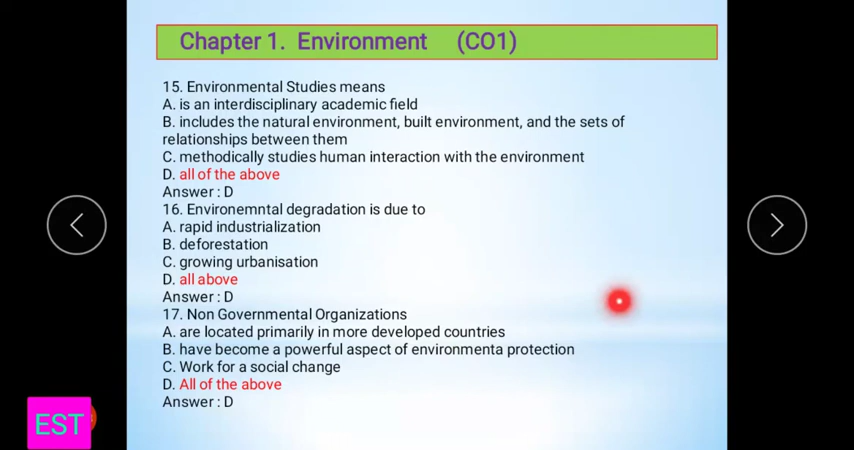 Chapter 1. Environment (CO1)
15. Environmental Studies means
A. is an interdisciplinary academic field
B. includes the natural environment, built environment, and the sets of
relationships between them
C. methodically studies human interaction with the environment
D. all of the above
Answer : D
16. Environemntal degradation is due to
A. rapid industrialization
B. deforestation
C. growing urbanisation
D. all above
Answer : D
17. Non Governmental Organizations
A. are located primarily in more developed countries
B. have become a powerful aspect of environmenta protection
C. Work for a social change
D. All of the above
Answer : D
EST